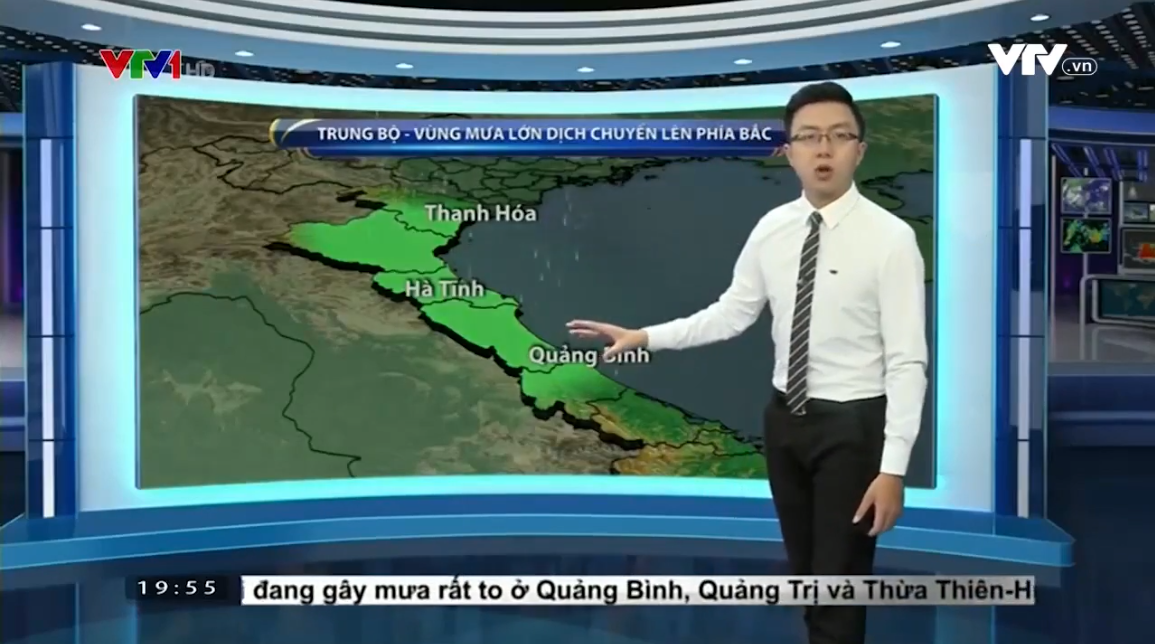 VTV1 HD
VTV.vn
TRUNG BỘ - VÙNG MƯA LỚN DỊCH CHUYỂN LÊN PHÍA BẮC
Thanh Hóa
Hà Tĩnh
Quảng Bình
19:55
đang gây mưa rất to ở Quảng Bình, Quảng Trị và Thừa Thiên-H